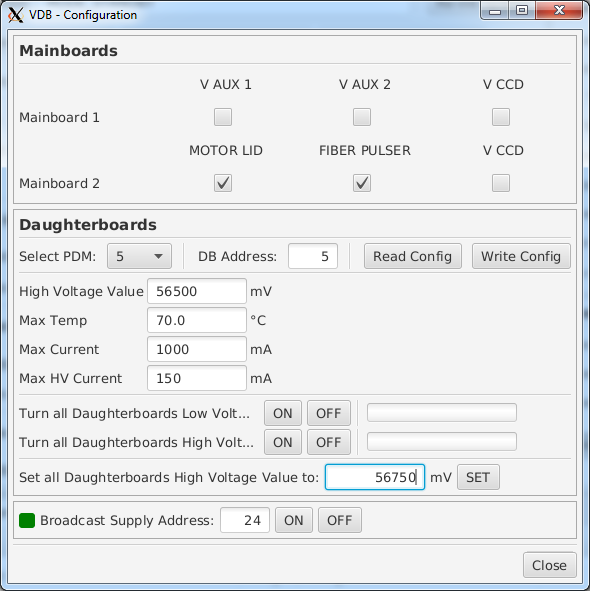 VDB - Configuration
Mainboards
V AUX 1 V AUX 2 V CCD
Mainboard 1
MOTOR LID FIBER PULSER V CCD
Mainboard 2
Daughterboards
Select PDM: 5 DB Address: 5 Read Config Write Config
High Voltage Value 56500 mV
Max Temp 70.0 °C
Max Current 1000 mA
Max HV Current 150 mA
Turn all Daughterboards Low Volt... ON OFF
Turn all Daughterboards High Volt... ON OFF
Set all Daughterboards High Voltage Value to: 56750 mV SET
Broadcast Supply Address: 24 ON OFF
Close